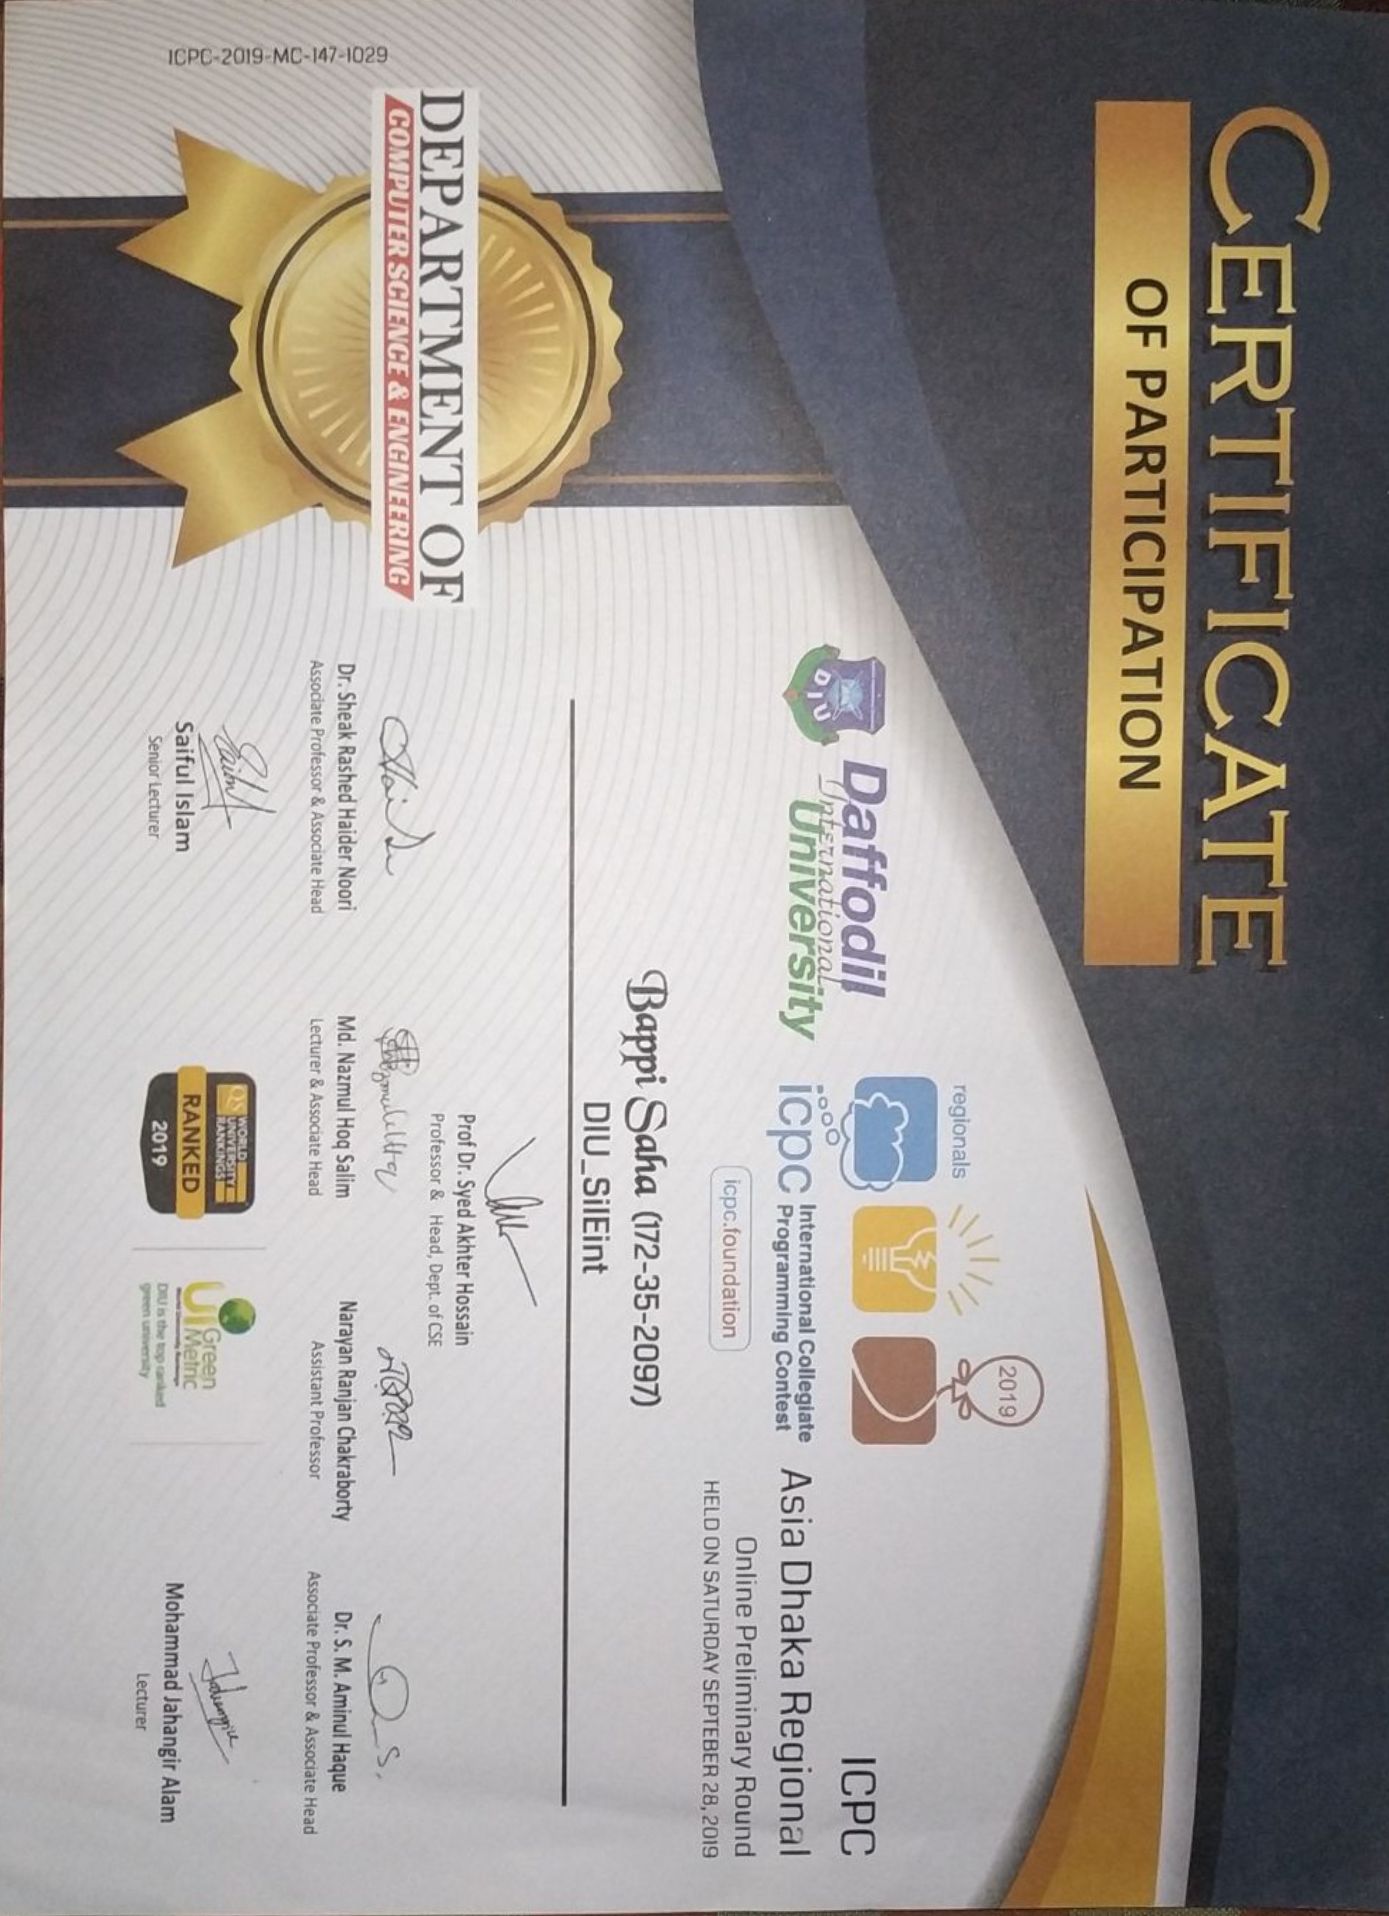 CERTIFICATE
OF PARTICIPATION
2019
regionals
DIU
Daffodil
International
University
icpc
International Collegiate
Programming Contest
icpc.foundation
ICPC
Asia Dhaka Regional
Online Preliminary Round
HELD ON SATURDAY SEPTEBER 28, 2019
Bappi Saha (172-35-2097)
DIU_SilEint
Prof Dr. Syed Akhter Hossain
Professor & Head, Dept. of CSE
DEPARTMENT OF
COMPUTER SCIENCE & ENGINEERING
Dr. Sheak Rashed Haider Noori
Associate Professor & Associate Head
Md. Nazmul Hoq Salim
Lecturer & Associate Head
Narayan Ranjan Chakraborty
Assistant Professor
Dr. S. M. Aminul Haque
Associate Professor & Associate Head
Saiful Islam
Senior Lecturer
QS WORLD
UNIVERSITY
RANKINGS
RANKED
2019
UI Green
Metric
World University Rankings
DIU is the top ranked
green university
Mohammad Jahangir Alam
Lecturer
ICPC-2019-MC-147-1029